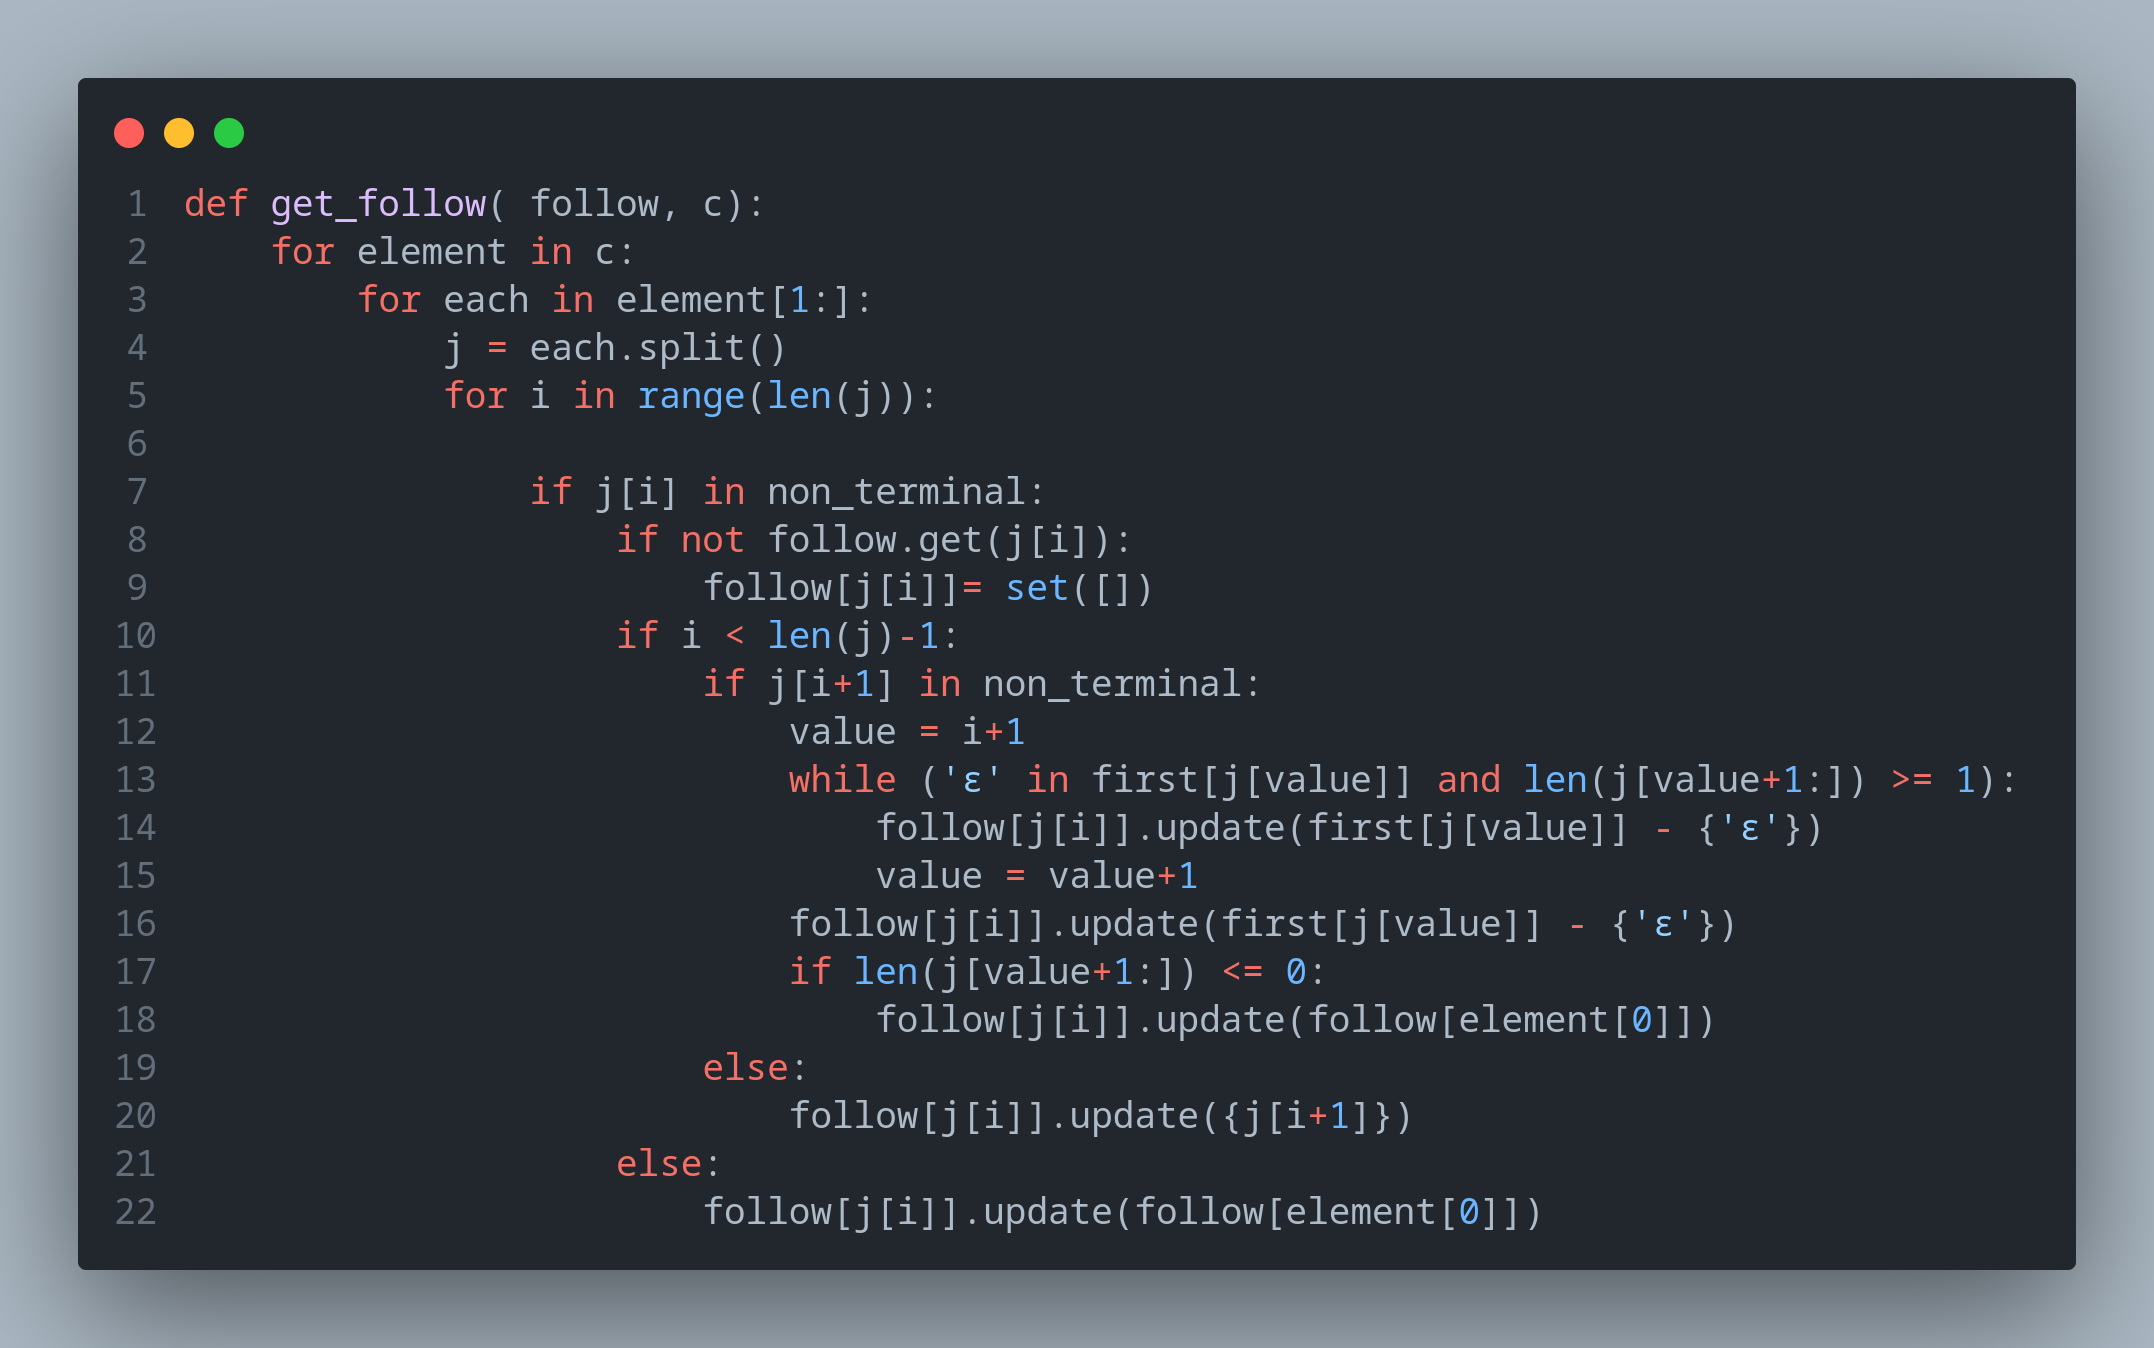 1 def get_follow( follow, c):
2     for element in c:
3         for each in element[1:]:
4             j = each.split()
5             for i in range(len(j)):
6
7                 if j[i] in non_terminal:
8                     if not follow.get(j[i]):
9                         follow[j[i]]= set([])
10                     if i < len(j)-1:
11                         if j[i+1] in non_terminal:
12                             value = i+1
13                             while ('ε' in first[j[value]] and len(j[value+1:]) >= 1):
14                                 follow[j[i]].update(first[j[value]] - {'ε'})
15                                 value = value+1
16                             follow[j[i]].update(first[j[value]] - {'ε'})
17                             if len(j[value+1:]) <= 0:
18                                 follow[j[i]].update(follow[element[0]])
19                         else:
20                             follow[j[i]].update({j[i+1]})
21                     else:
22                         follow[j[i]].update(follow[element[0]])